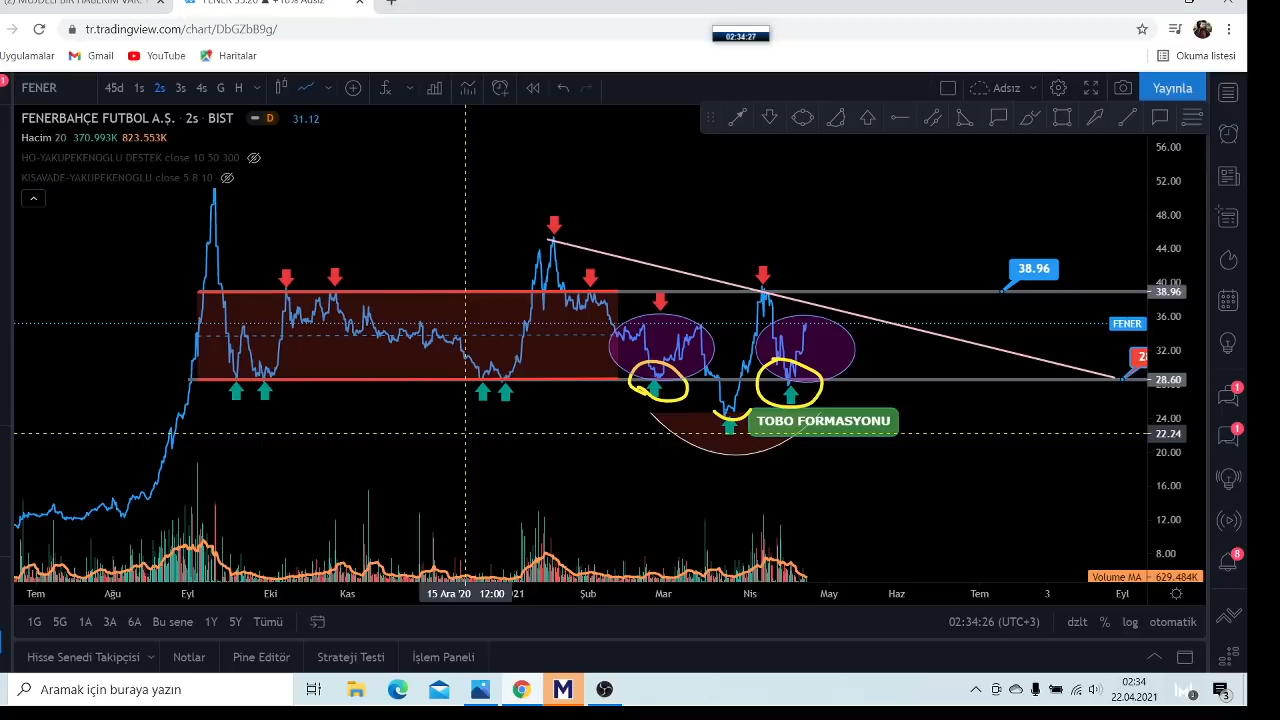 tr.tradingview.com/chart/DbGZbB9g/
02:34:27
Uygulamalar
Gmail
YouTube
Haritalar
Okuma listesi
FENER
45d 1s 2s 3s 4s G H
Adsız
Yayınla
FENERBAHÇE FUTBOL A.Ş. 2s BIST
D
31.12
Hacim 20 370.993K 823.553K
HO-YAKUPEKENOGLU DESTEK close 10 50 300
KISAVADE-YAKUPEKENOGLU close 5 8 10
56.00
52.00
48.00
44.00
40.00
38.96
38.96
36.00
FENER
32.00
28.60
24.00
TOBO FORMASYONU
22.24
20.00
16.00
12.00
8.00
Volume MA 629.484K
Tem Ağu Eyl Eki Kas 15 Ara '20 12:00 Şub Mar Nis May Haz Tem 3 Eyl
1G 5G 1A 3A 6A Bu sene 1Y 5Y Tümü
02:34:26 (UTC+3)
dzlt % log otomatik
Hisse Senedi Takipçisi
Notlar
Pine Editör
Strateji Testi
İşlem Paneli
Aramak için buraya yazın
02:34
22.04.2021